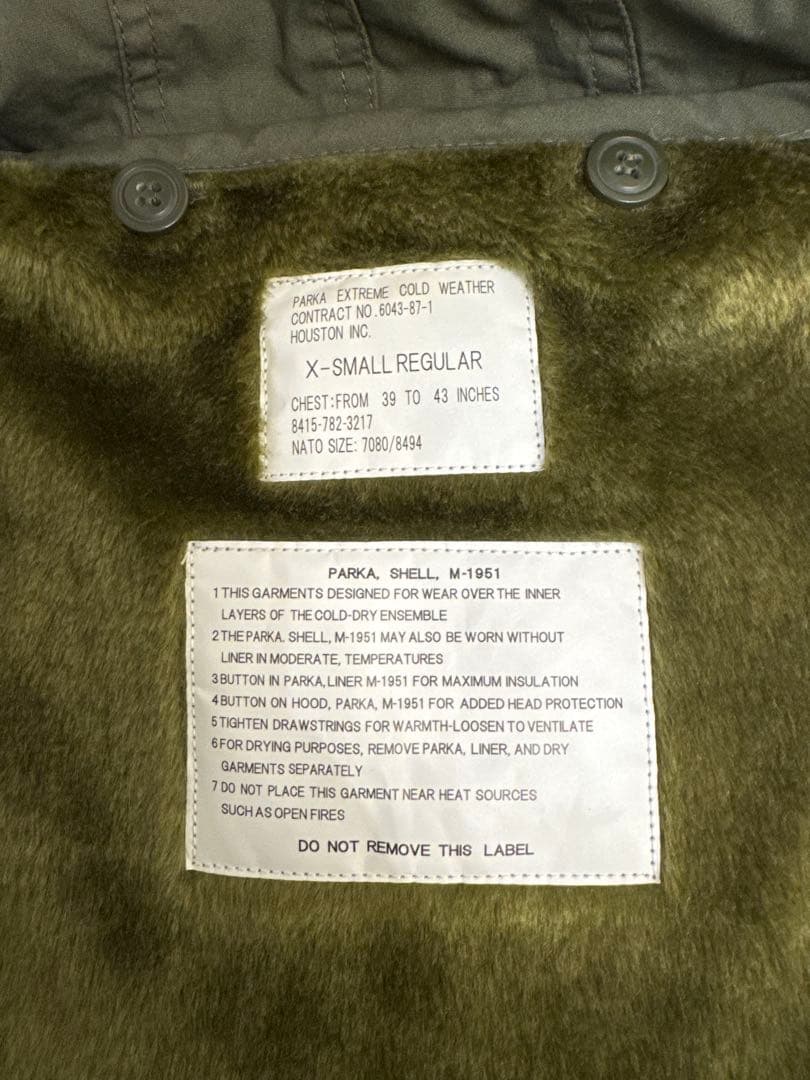 PARKA EXTREME COLD WEATHER
CONTRACT NO.6043-87-1
HOUSTON INC.
X-SMALL REGULAR
CHEST:FROM 39 TO 43 INCHES
8415-782-3217
NATO SIZE: 7080/8494
PARKA, SHELL, M-1951
1 THIS GARMENTS DESIGNED FOR WEAR OVER THE INNER
LAYERS OF THE COLD-DRY ENSEMBLE
2 THE PARKA. SHELL, M-1951 MAY ALSO BE WORN WITHOUT
LINER IN MODERATE, TEMPERATURES
3 BUTTON IN PARKA, LINER M-1951 FOR MAXIMUM INSULATION
4 BUTTON ON HOOD, PARKA, M-1951 FOR ADDED HEAD PROTECTION
5 TIGHTEN DRAWSTRINGS FOR WARMTH-LOOSEN TO VENTILATE
6 FOR DRYING PURPOSES, REMOVE PARKA, LINER, AND DRY
GARMENTS SEPARATELY
7 DO NOT PLACE THIS GARMENT NEAR HEAT SOURCES
SUCH AS OPEN FIRES
DO NOT REMOVE THIS LABEL